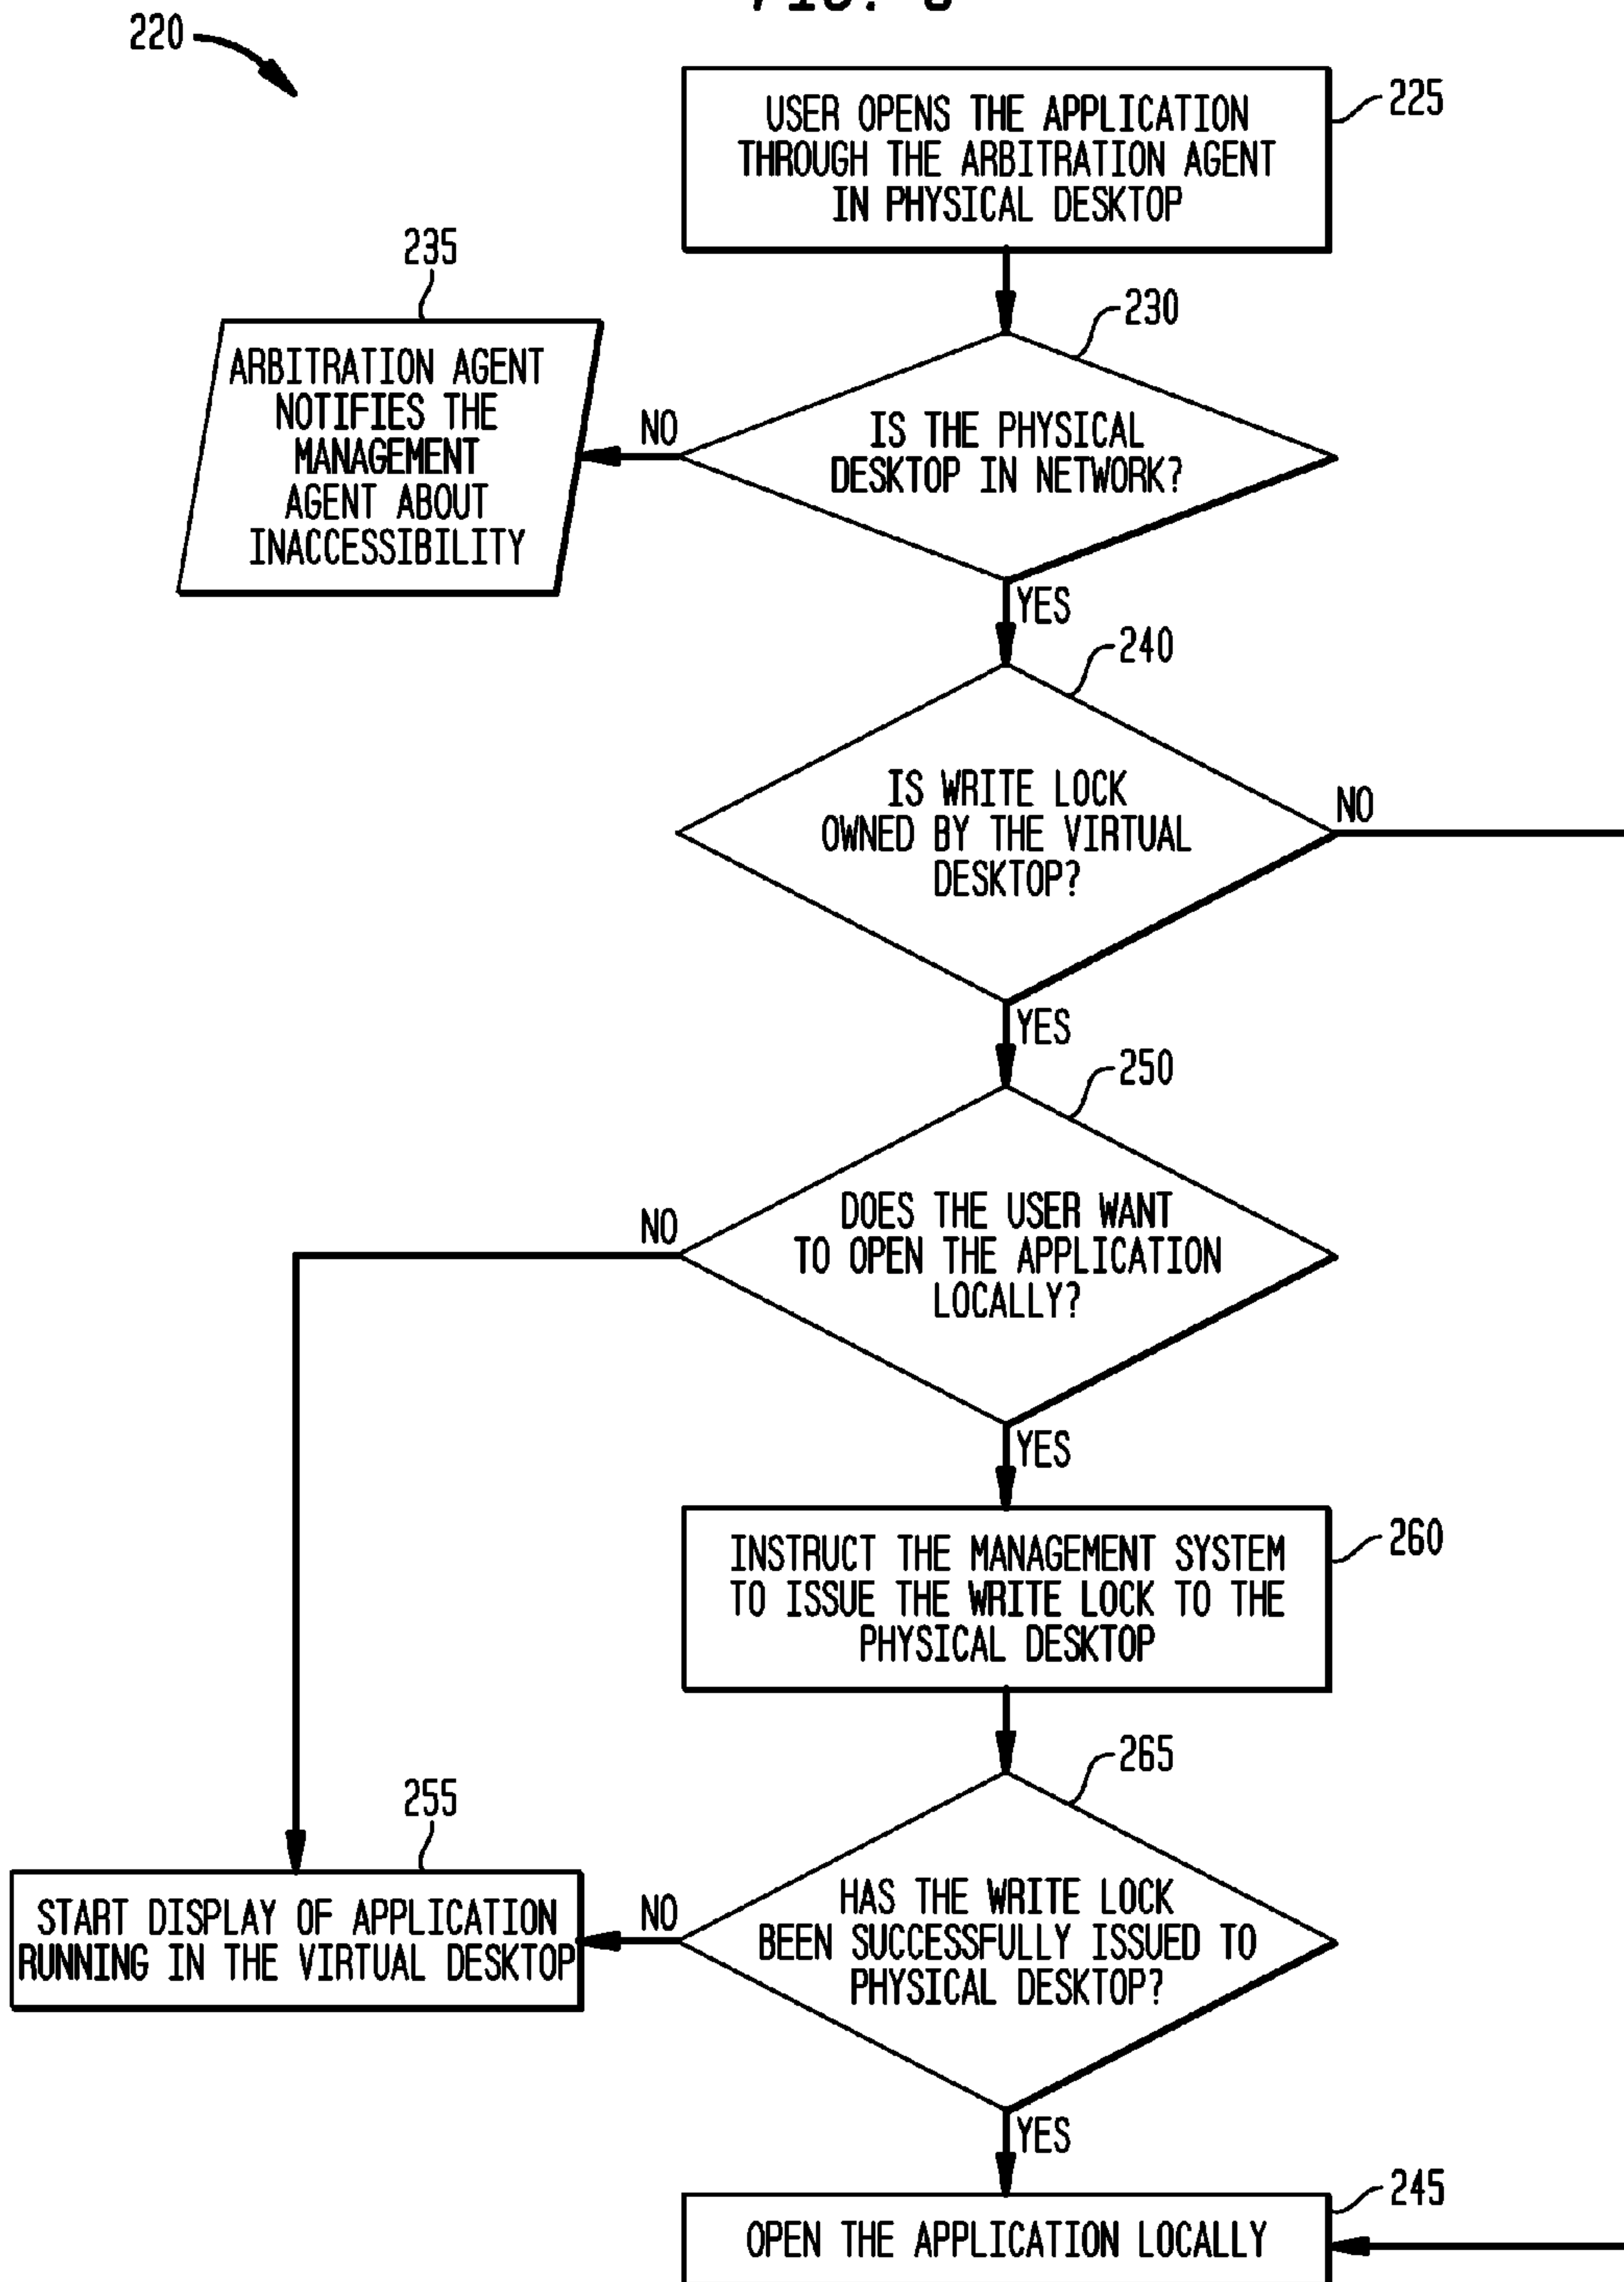 220
USER OPENS THE APPLICATION
THROUGH THE ARBITRATION AGENT
IN PHYSICAL DESKTOP
225
235
ARBITRATION AGENT
NOTIFIES THE
MANAGEMENT
AGENT ABOUT
INACCESSIBILITY
NO
230
IS THE PHYSICAL
DESKTOP IN NETWORK?
YES
240
IS WRITE LOCK
OWNED BY THE VIRTUAL
DESKTOP?
NO
YES
250
DOES THE USER WANT
TO OPEN THE APPLICATION
LOCALLY?
NO
YES
INSTRUCT THE MANAGEMENT SYSTEM
TO ISSUE THE WRITE LOCK TO THE
PHYSICAL DESKTOP
260
265
HAS THE WRITE LOCK
BEEN SUCCESSFULLY ISSUED TO
PHYSICAL DESKTOP?
NO
255
START DISPLAY OF APPLICATION
RUNNING IN THE VIRTUAL DESKTOP
YES
245
OPEN THE APPLICATION LOCALLY